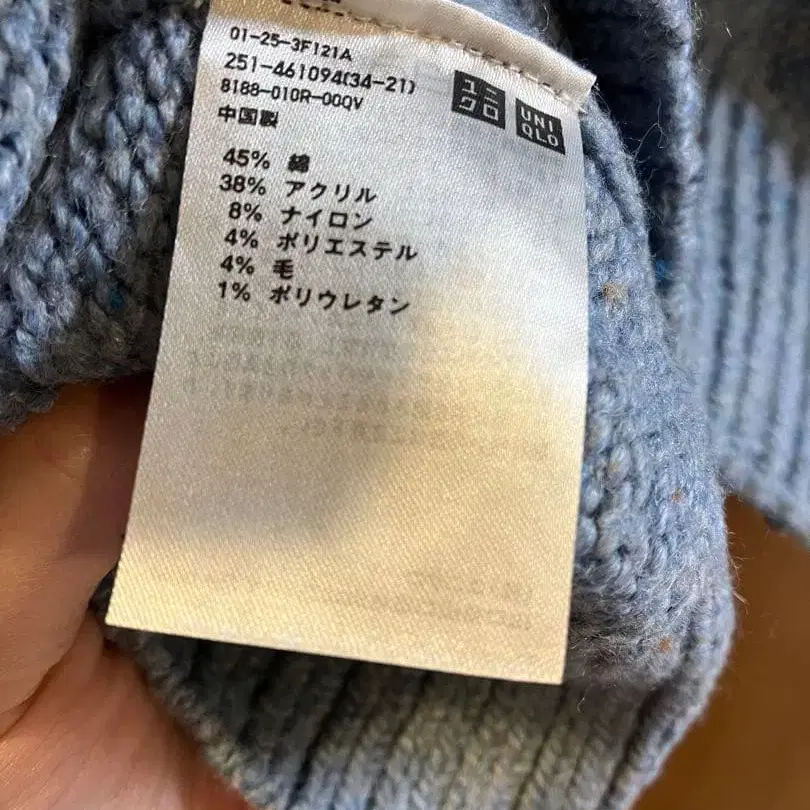 01-25-3F121A
251-461094(34-21)
8188-010R-00QV
中国製
ユニ
クロ
UNI
QLO
45% 綿
38% アクリル
8% ナイロン
4% ポリエステル
4% 毛
1% ポリウレタン